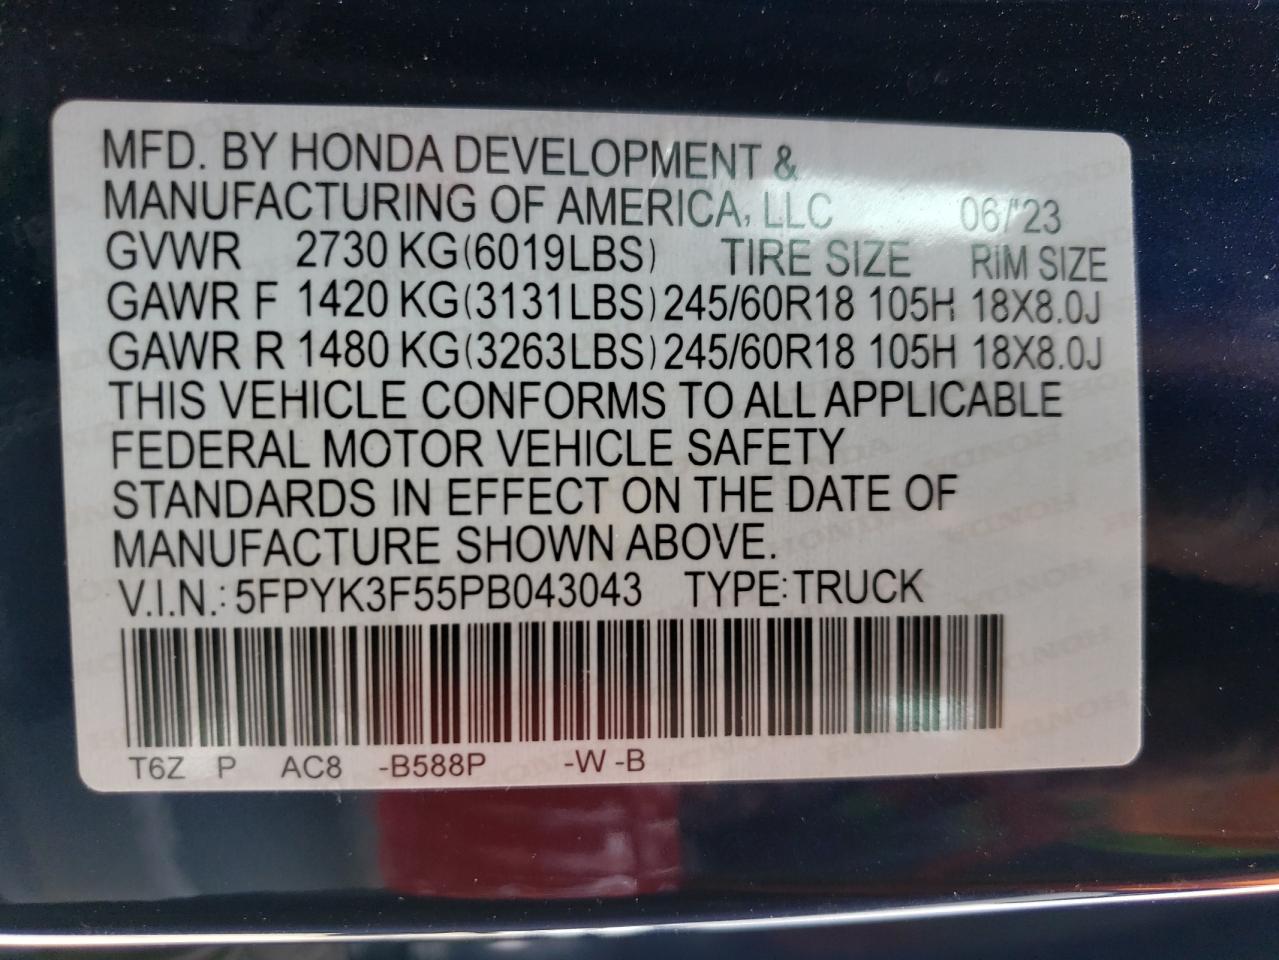 MFD. BY HONDA DEVELOPMENT &
MANUFACTURING OF AMERICA, LLC 06/'23
GVWR 2730 KG(6019LBS) TIRE SIZE RIM SIZE
GAWR F 1420 KG(3131LBS) 245/60R18 105H 18X8.0J
GAWR R 1480 KG(3263LBS) 245/60R18 105H 18X8.0J
THIS VEHICLE CONFORMS TO ALL APPLICABLE
FEDERAL MOTOR VEHICLE SAFETY
STANDARDS IN EFFECT ON THE DATE OF
MANUFACTURE SHOWN ABOVE.
V.I.N.: 5FPYK3F55PB043043 TYPE: TRUCK
T6Z P AC8 -B588P -W -B